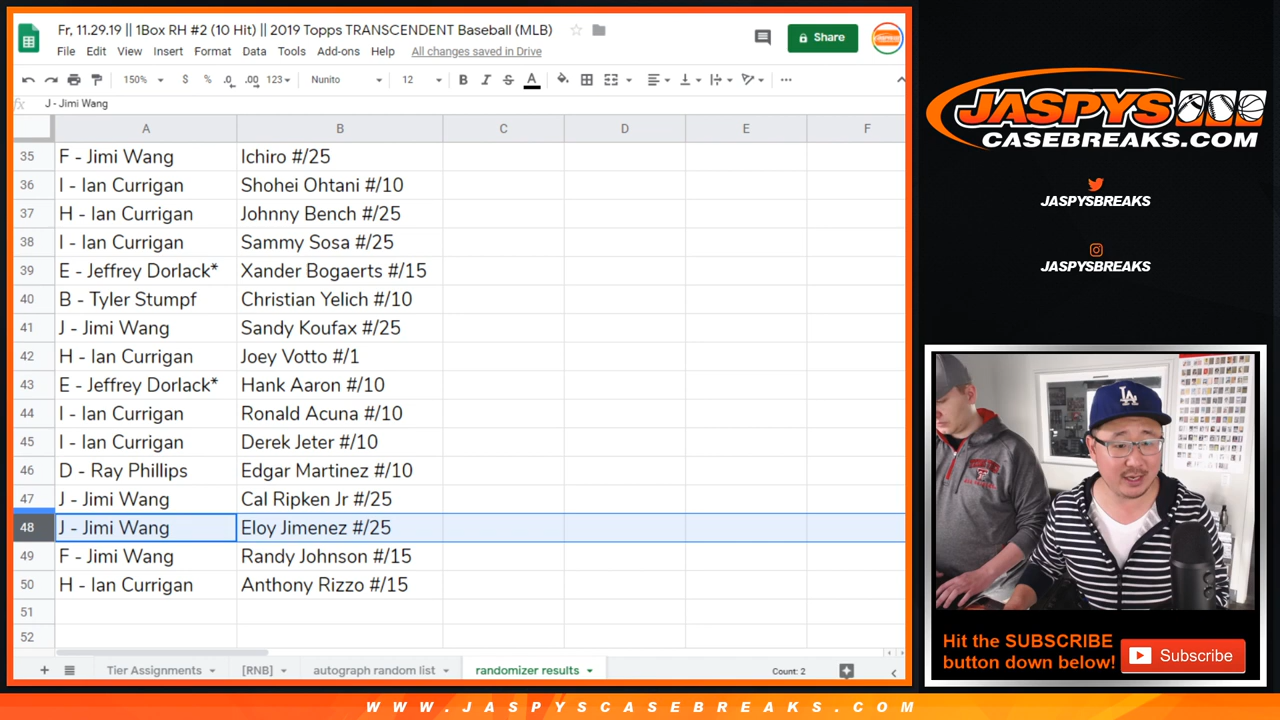 Fr, 11.29.19 || 1Box RH #2 (10 Hit) || 2019 Topps TRANSCENDENT Baseball (MLB)
File Edit View Insert Format Data Tools Add-ons Help All changes saved in Drive
Share
150% $ % .0 .00 123 Nunito 12 B I S A
fx J - Jimi Wang
A B C D E F
35 F - Jimi Wang Ichiro #/25
36 I - Ian Currigan Shohei Ohtani #/10
37 H - Ian Currigan Johnny Bench #/25
38 I - Ian Currigan Sammy Sosa #/25
39 E - Jeffrey Dorlack* Xander Bogaerts #/15
40 B - Tyler Stumpf Christian Yelich #/10
41 J - Jimi Wang Sandy Koufax #/25
42 H - Ian Currigan Joey Votto #/1
43 E - Jeffrey Dorlack* Hank Aaron #/10
44 I - Ian Currigan Ronald Acuna #/10
45 I - Ian Currigan Derek Jeter #/10
46 D - Ray Phillips Edgar Martinez #/10
47 J - Jimi Wang Cal Ripken Jr #/25
48 J - Jimi Wang Eloy Jimenez #/25
49 F - Jimi Wang Randy Johnson #/15
50 H - Ian Currigan Anthony Rizzo #/15
51
52
Tier Assignments [RNB] autograph random list randomizer results Count: 2
JASPYS
CASEBREAKS.COM
JASPYSBREAKS
JASPYSBREAKS
LA
Hit the SUBSCRIBE
button down below!
Subscribe
WWW.JASPYSCASEBREAKS.COM